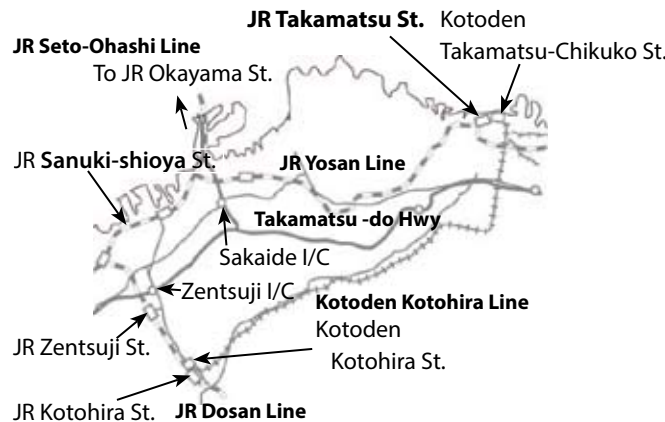 JR Takamatsu St.
Kotoden
Takamatsu-Chikuko St.
JR Seto-Ohashi Line
To JR Okayama St.
JR Sanuki-shioya St.
JR Yosan Line
Takamatsu -do Hwy
Sakaide I/C
Zentsuji I/C
Kotoden Kotohira Line
Kotoden
Kotohira St.
JR Zentsuji St.
JR Kotohira St.
JR Dosan Line